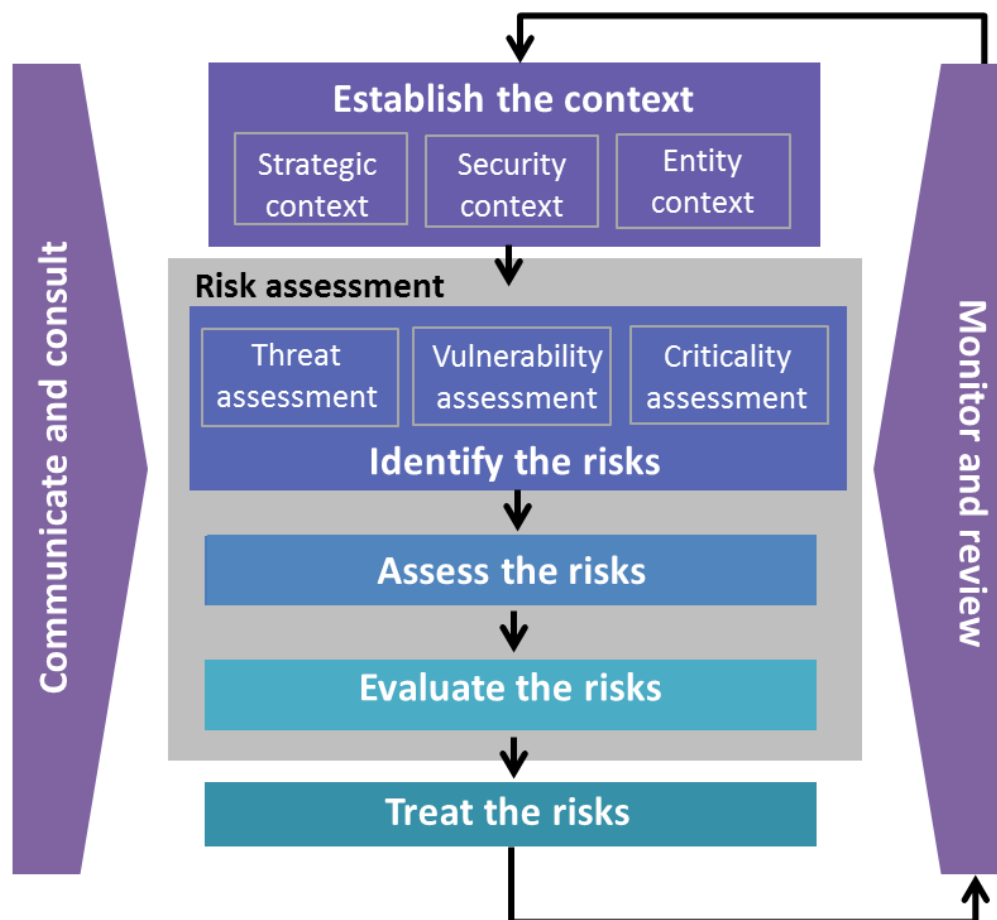 Establish the context
Strategic
context
Security
context
Entity
context
Communicate and consult
Risk assessment
Threat
assessment
Vulnerability
assessment
Criticality
assessment
Identify the risks
Assess the risks
Evaluate the risks
Treat the risks
Monitor and review